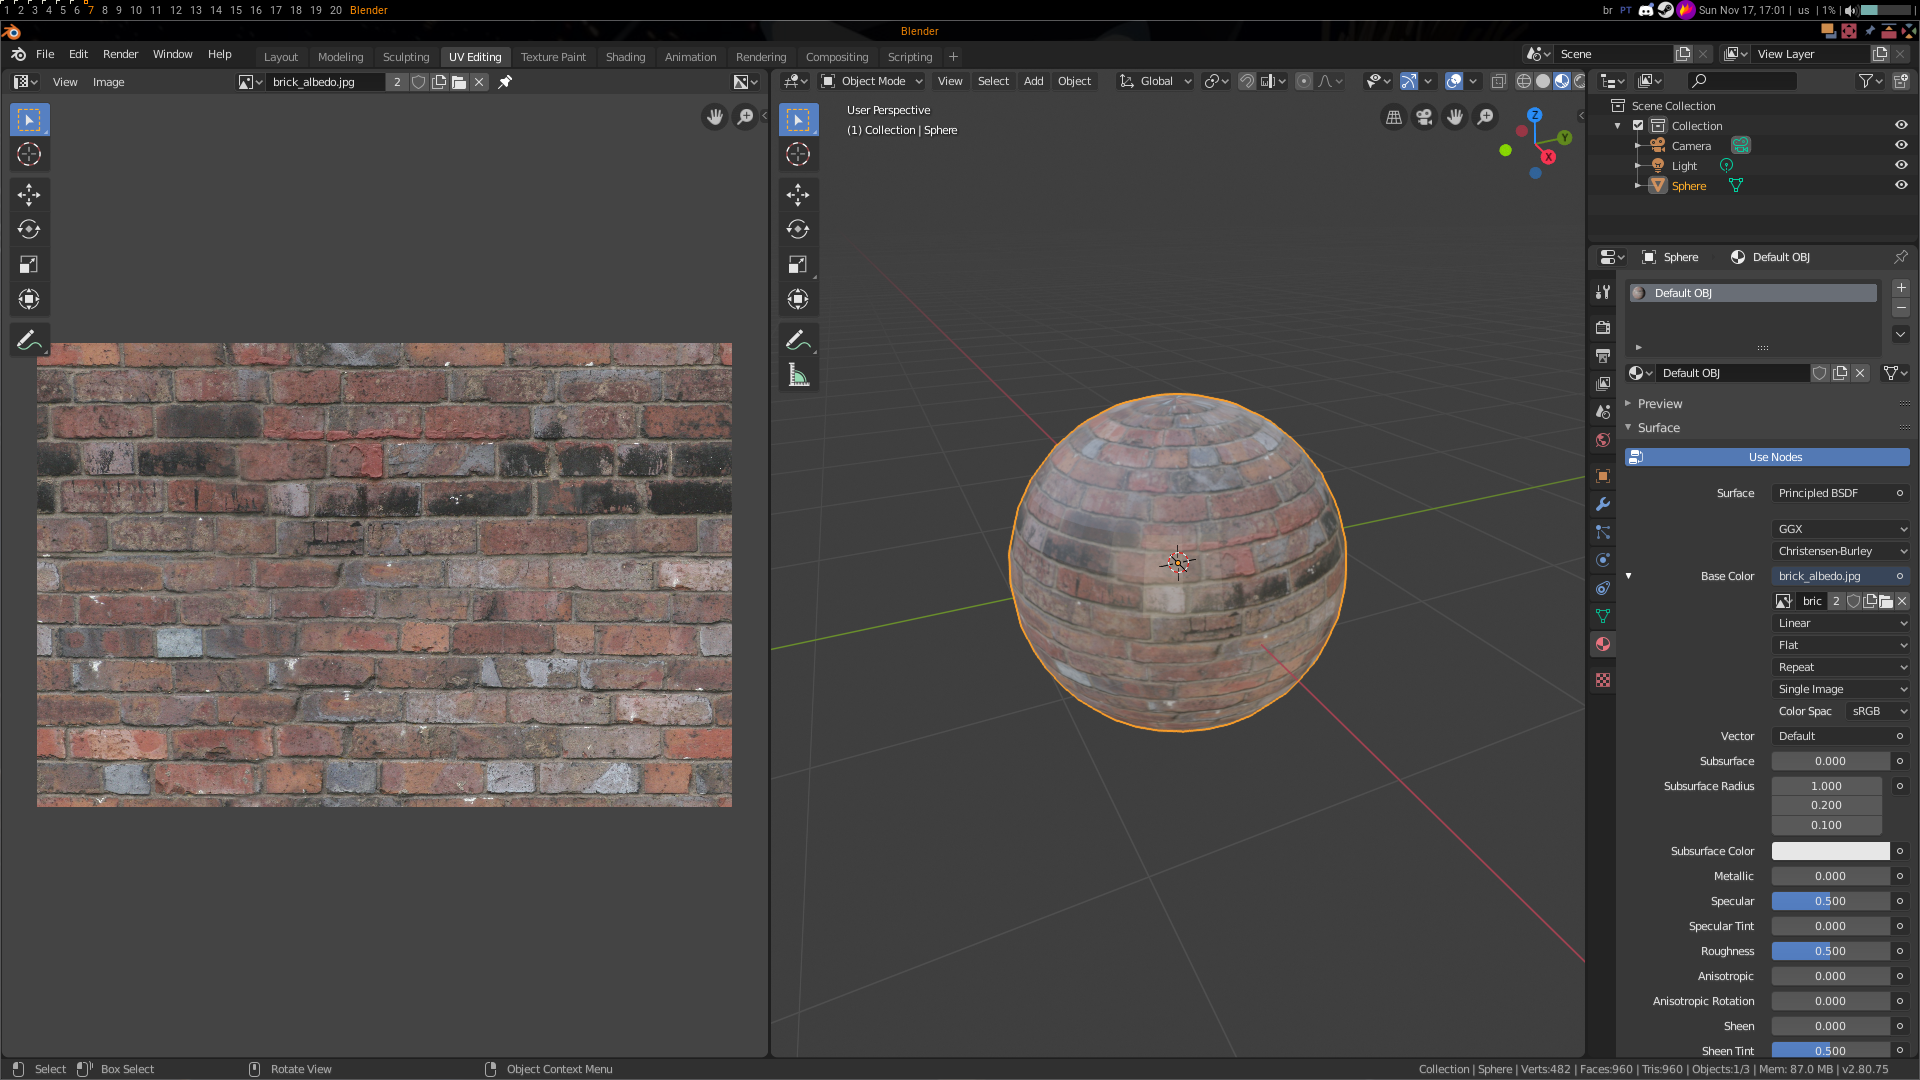 1 2 3 4 5 6 7 8 9 10 11 12 13 14 15 16 17 18 19 20 Blender
br PT Sun Nov 17, 17:01 | us | 1% |
Blender
File Edit Render Window Help
Layout Modeling Sculpting UV Editing Texture Paint Shading Animation Rendering Compositing Scripting +
Scene
View Layer
View Image
brick_albedo.jpg 2
Object Mode View Select Add Object Global
User Perspective
(1) Collection | Sphere
Z
Y
X
Scene Collection
Collection
Camera
Light
Sphere
Sphere Default OBJ
Default OBJ
Default OBJ
Preview
Surface
Use Nodes
Surface Principled BSDF
GGX
Christensen-Burley
Base Color brick_albedo.jpg
bric 2
Linear
Flat
Repeat
Single Image
Color Spac sRGB
Vector Default
Subsurface 0.000
Subsurface Radius 1.000
0.200
0.100
Subsurface Color
Metallic 0.000
Specular 0.500
Specular Tint 0.000
Roughness 0.500
Anisotropic 0.000
Anisotropic Rotation 0.000
Sheen 0.000
Sheen Tint 0.500
Select Box Select Rotate View Object Context Menu
Collection | Sphere | Verts:482 | Faces:960 | Tris:960 | Objects:1/3 | Mem: 87.0 MB | v2.80.75